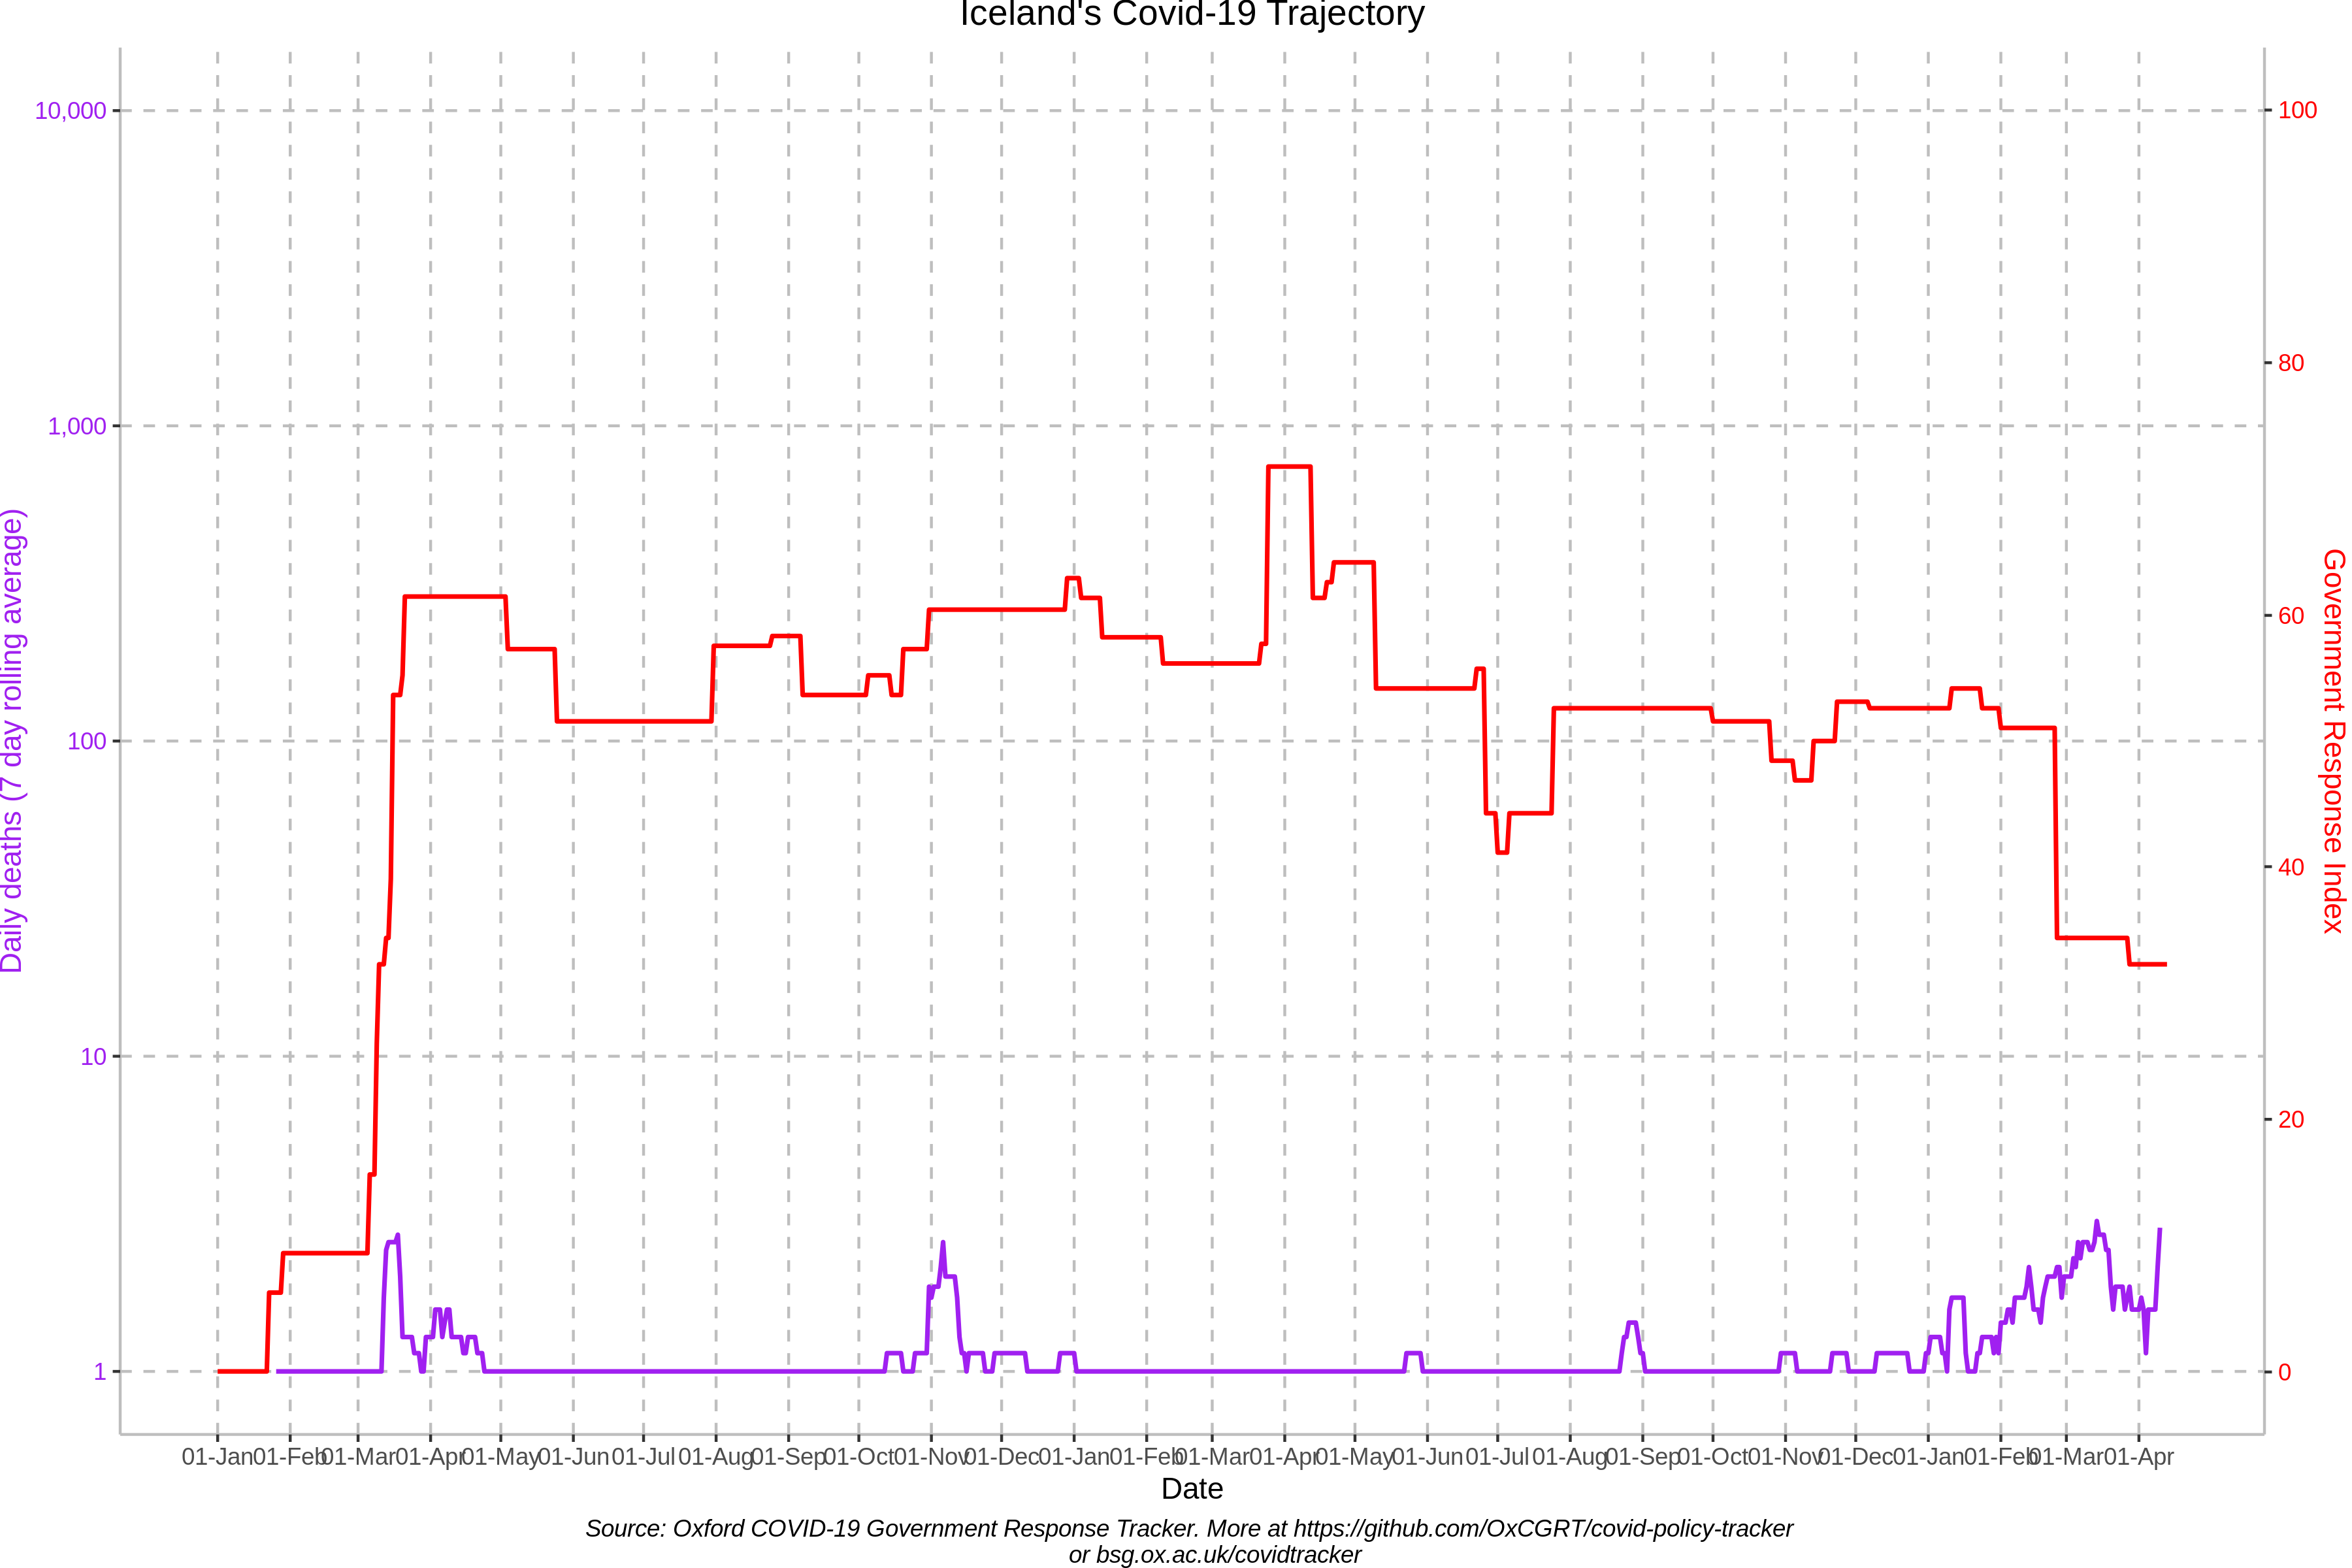 Iceland's Covid-19 Trajectory
10,000
1,000
100
10
1
Daily deaths (7 day rolling average)
100
80
60
40
20
0
Government Response Index
01-Jan 01-Feb 01-Mar 01-Apr 01-May 01-Jun 01-Jul 01-Aug 01-Sep 01-Oct 01-Nov 01-Dec 01-Jan 01-Feb 01-Mar 01-Apr 01-May 01-Jun 01-Jul 01-Aug 01-Sep 01-Oct 01-Nov 01-Dec 01-Jan 01-Feb 01-Mar 01-Apr
Date
Source: Oxford COVID-19 Government Response Tracker. More at https://github.com/OxCGRT/covid-policy-tracker
or bsg.ox.ac.uk/covidtracker